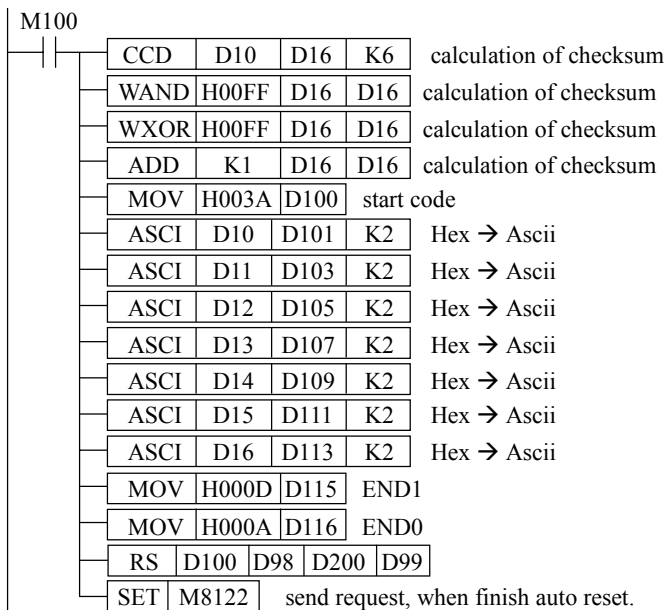 M100
CCD D10 D16 K6 calculation of checksum
WAND H00FF D16 D16 calculation of checksum
WXOR H00FF D16 D16 calculation of checksum
ADD K1 D16 D16 calculation of checksum
MOV H003A D100 start code
ASCI D10 D101 K2 Hex → Ascii
ASCI D11 D103 K2 Hex → Ascii
ASCI D12 D105 K2 Hex → Ascii
ASCI D13 D107 K2 Hex → Ascii
ASCI D14 D109 K2 Hex → Ascii
ASCI D15 D111 K2 Hex → Ascii
ASCI D16 D113 K2 Hex → Ascii
MOV H000D D115 END1
MOV H000A D116 END0
RS D100 D98 D200 D99
SET M8122 send request, when finish auto reset.